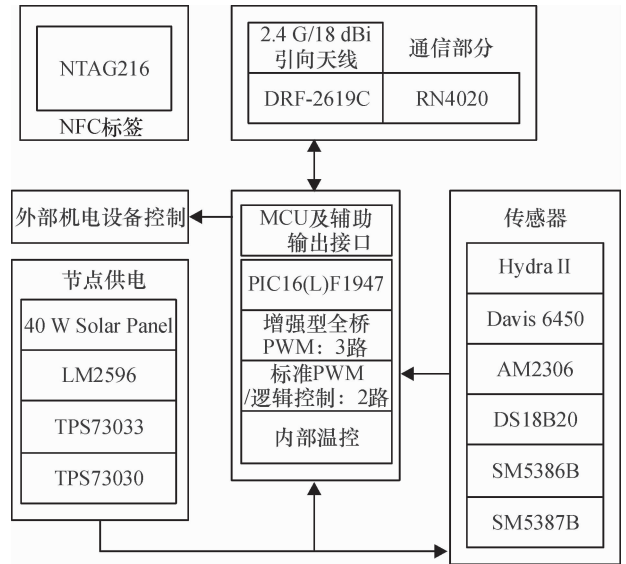 NTAG216
NFC标签
2.4 G/18 dBi
引向天线
通信部分
DRF-2619C
RN4020
外部机电设备控制
MCU及辅助
输出接口
PIC16(L)F1947
增强型全桥
PWM：3路
标准PWM
/逻辑控制：2路
内部温控
节点供电
40 W Solar Panel
LM2596
TPS73033
TPS73030
传感器
Hydra II
Davis 6450
AM2306
DS18B20
SM5386B
SM5387B